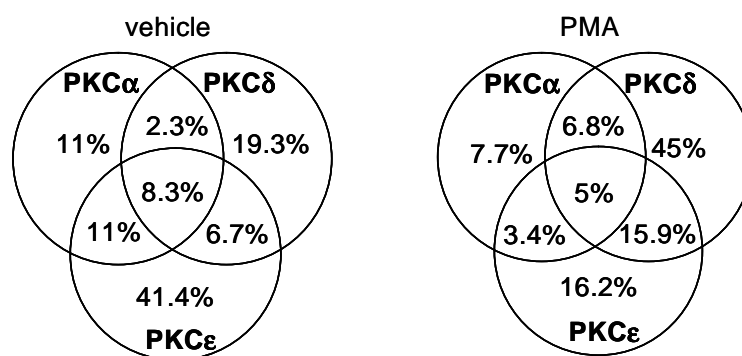 vehicle
PKCα PKCδ
2.3%
11% 19.3%
8.3%
11% 6.7%
41.4%
PKCε
PMA
PKCα PKCδ
6.8%
7.7% 45%
5%
3.4% 15.9%
16.2%
PKCε